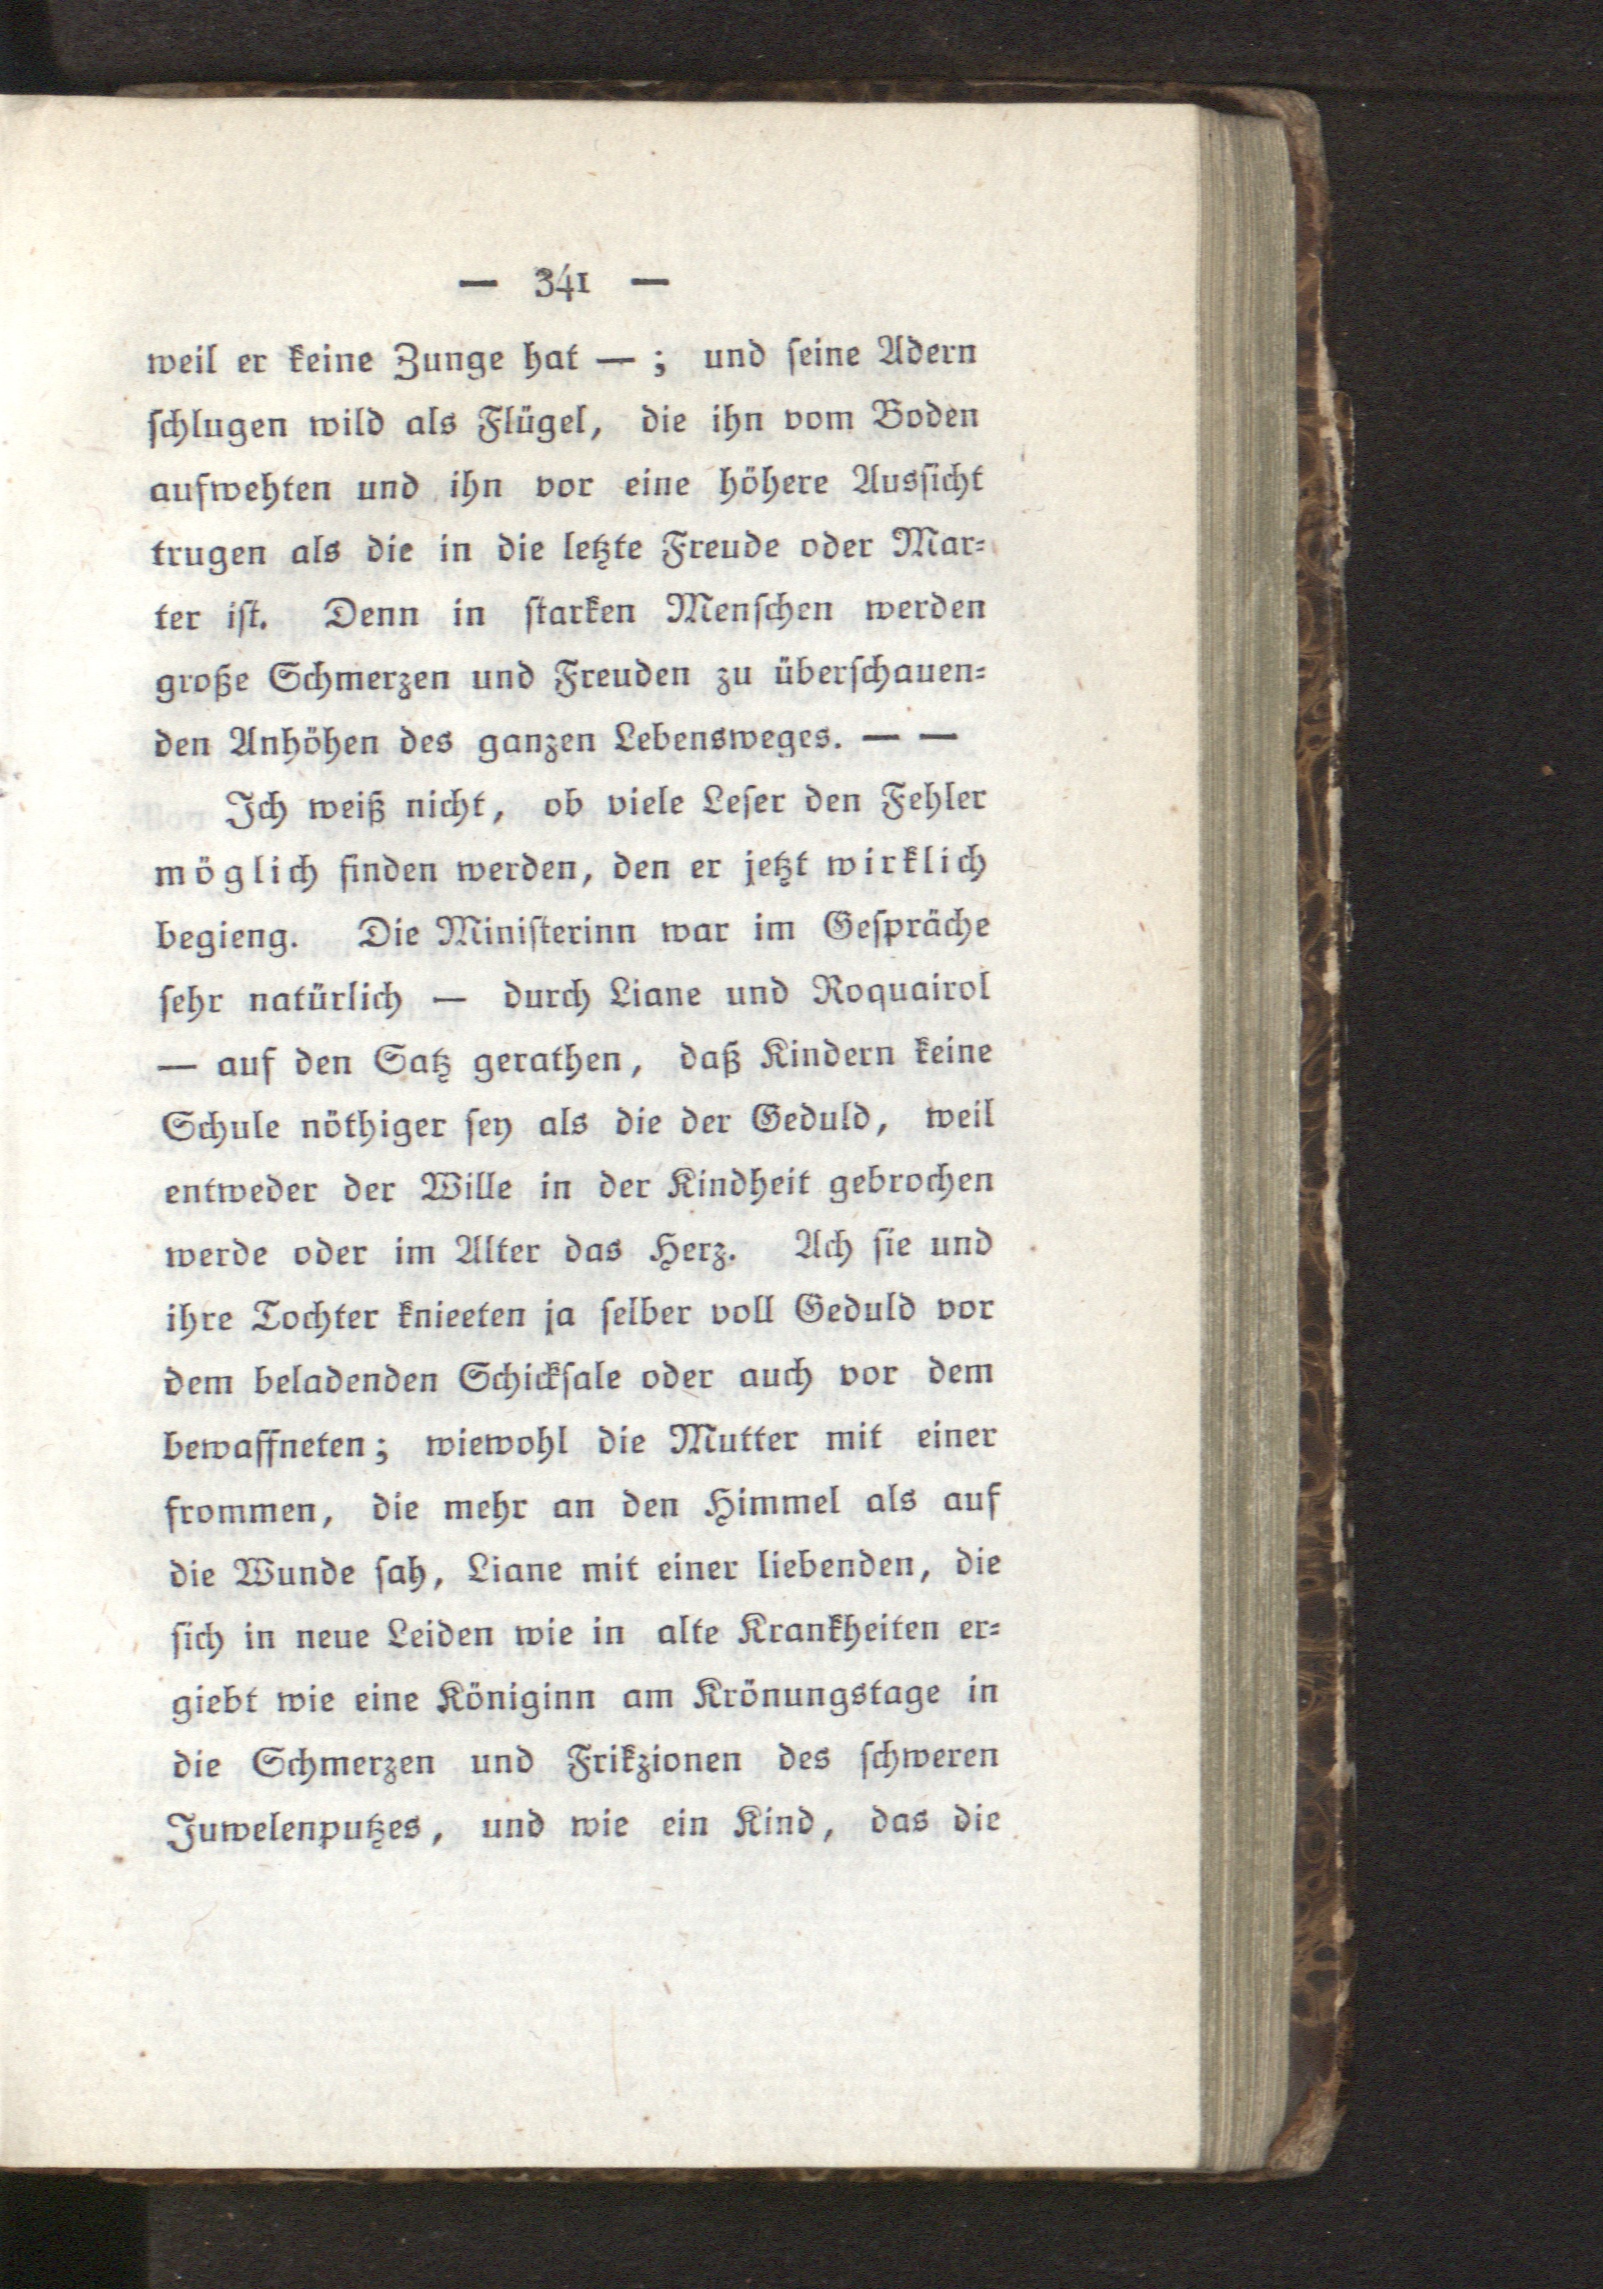 — 341 —
weil er keine Zunge hat — ; und ſeine Adern
ſchlugen wild als Flügel, die ihn vom Boden
aufwehten und ihn vor eine höhere Ausſicht
trugen als die in die letzte Freude oder Mar⸗
ter iſt. Denn in ſtarken Menſchen werden
große Schmerzen und Freuden zu überſchauen⸗
den Anhöhen des ganzen Lebensweges. — —
Ich weiß nicht, ob viele Leſer den Fehler
möglich finden werden, den er jetzt wirklich
begieng. Die Miniſterinn war im Geſpräche
ſehr natürlich — durch Liane und Roquairol
— auf den Satz gerathen, daß Kindern keine
Schule nöthiger ſey als die der Geduld, weil
entweder der Wille in der Kindheit gebrochen
werde oder im Alter das Herz. Ach ſie und
ihre Tochter knieeten ja ſelber voll Geduld vor
dem beladenden Schickſale oder auch vor dem
bewaffneten; wiewohl die Mutter mit einer
frommen, die mehr an den Himmel als auf
die Wunde ſah, Liane mit einer liebenden, die
ſich in neue Leiden wie in alte Krankheiten er⸗
giebt wie eine Königinn am Krönungstage in
die Schmerzen und Frikzionen des ſchweren
Juwelenputzes, und wie ein Kind, das die